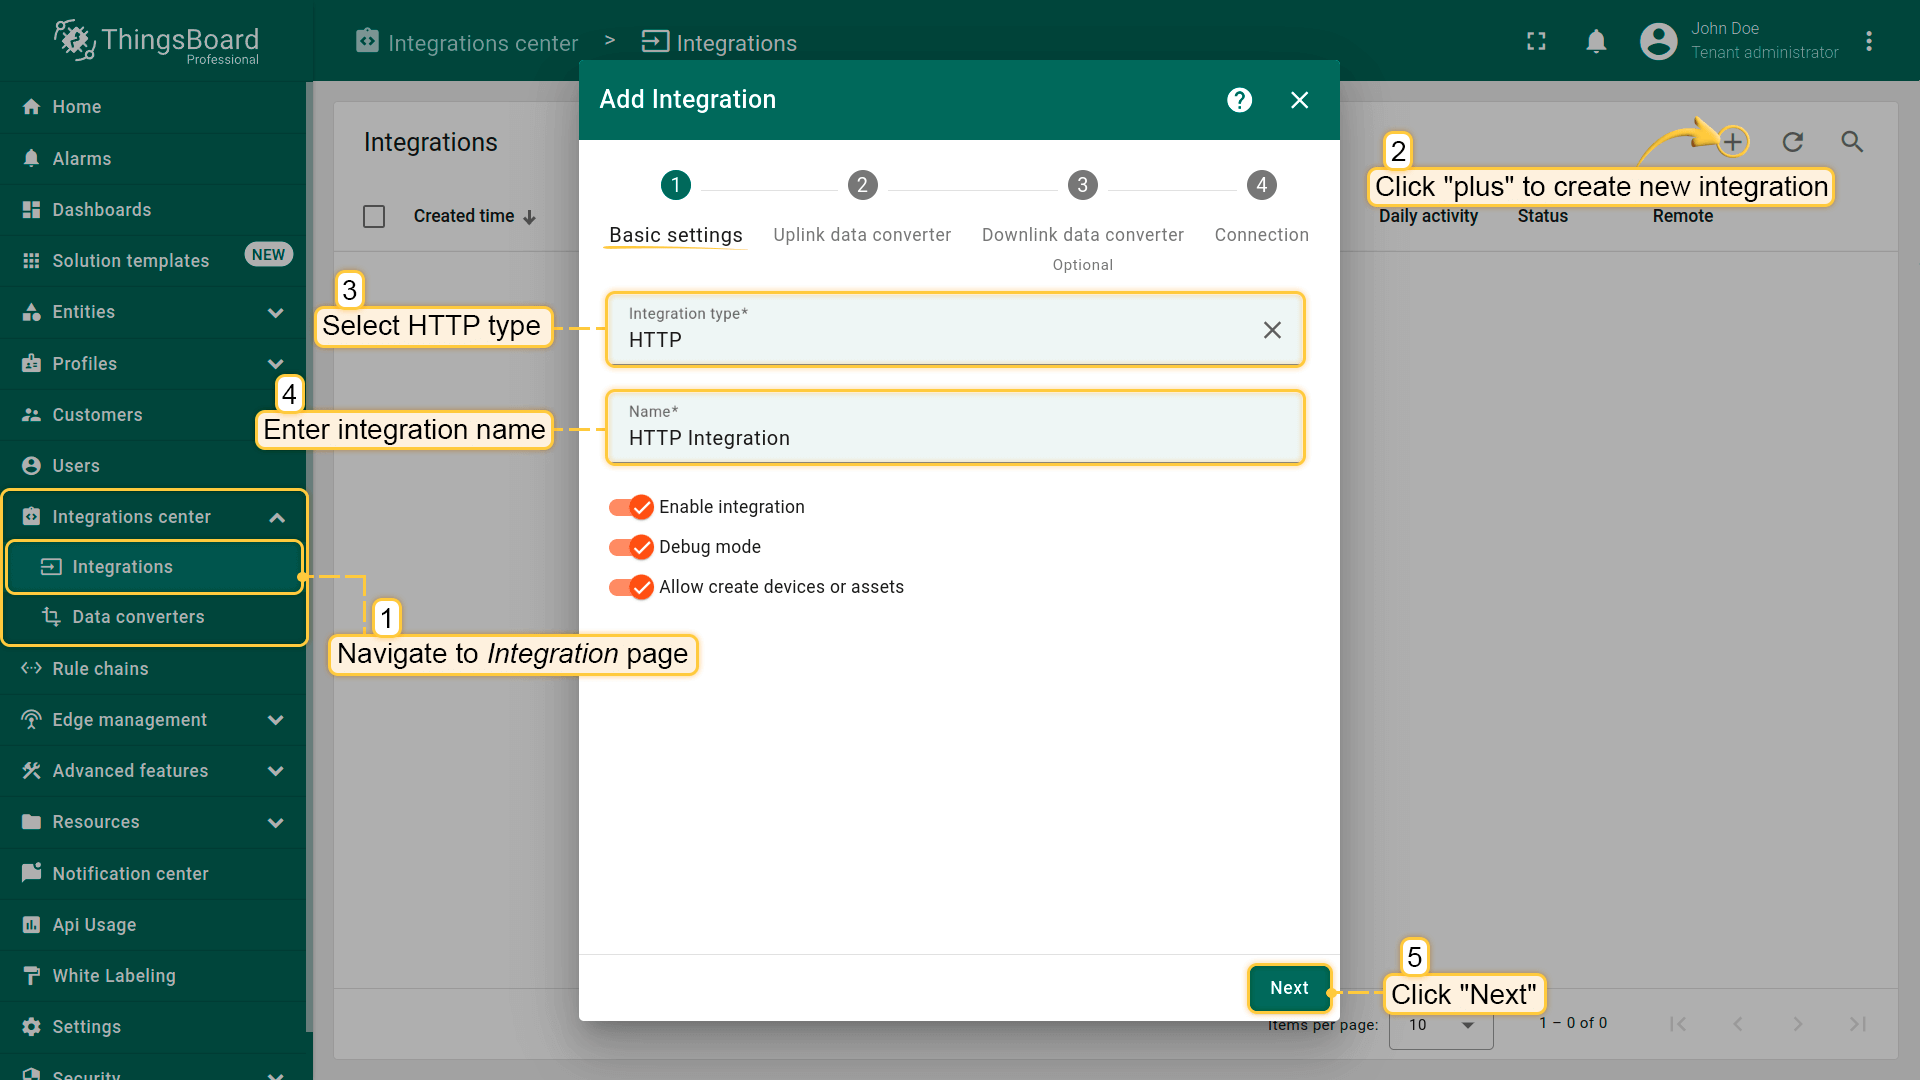 ThingsBoard
Professional
Integrations center > Integrations
John Doe
Tenant administrator
Home
Alarms
Dashboards
Solution templates NEW
Entities
Profiles
Customers
Users
Integrations center
Integrations
Data converters
Rule chains
Edge management
Advanced features
Resources
Notification center
Api Usage
White Labeling
Settings
Security
Integrations
Created time
Daily activity Status Remote
Add Integration
1 2 3 4
Basic settings Uplink data converter Downlink data converter Connection
Optional
Integration type*
HTTP
Name*
HTTP Integration
Enable integration
Debug mode
Allow create devices or assets
Next
Items per page: 10 1 – 0 of 0
1
Navigate to Integration page
2
Click "plus" to create new integration
3
Select HTTP type
4
Enter integration name
5
Click "Next"